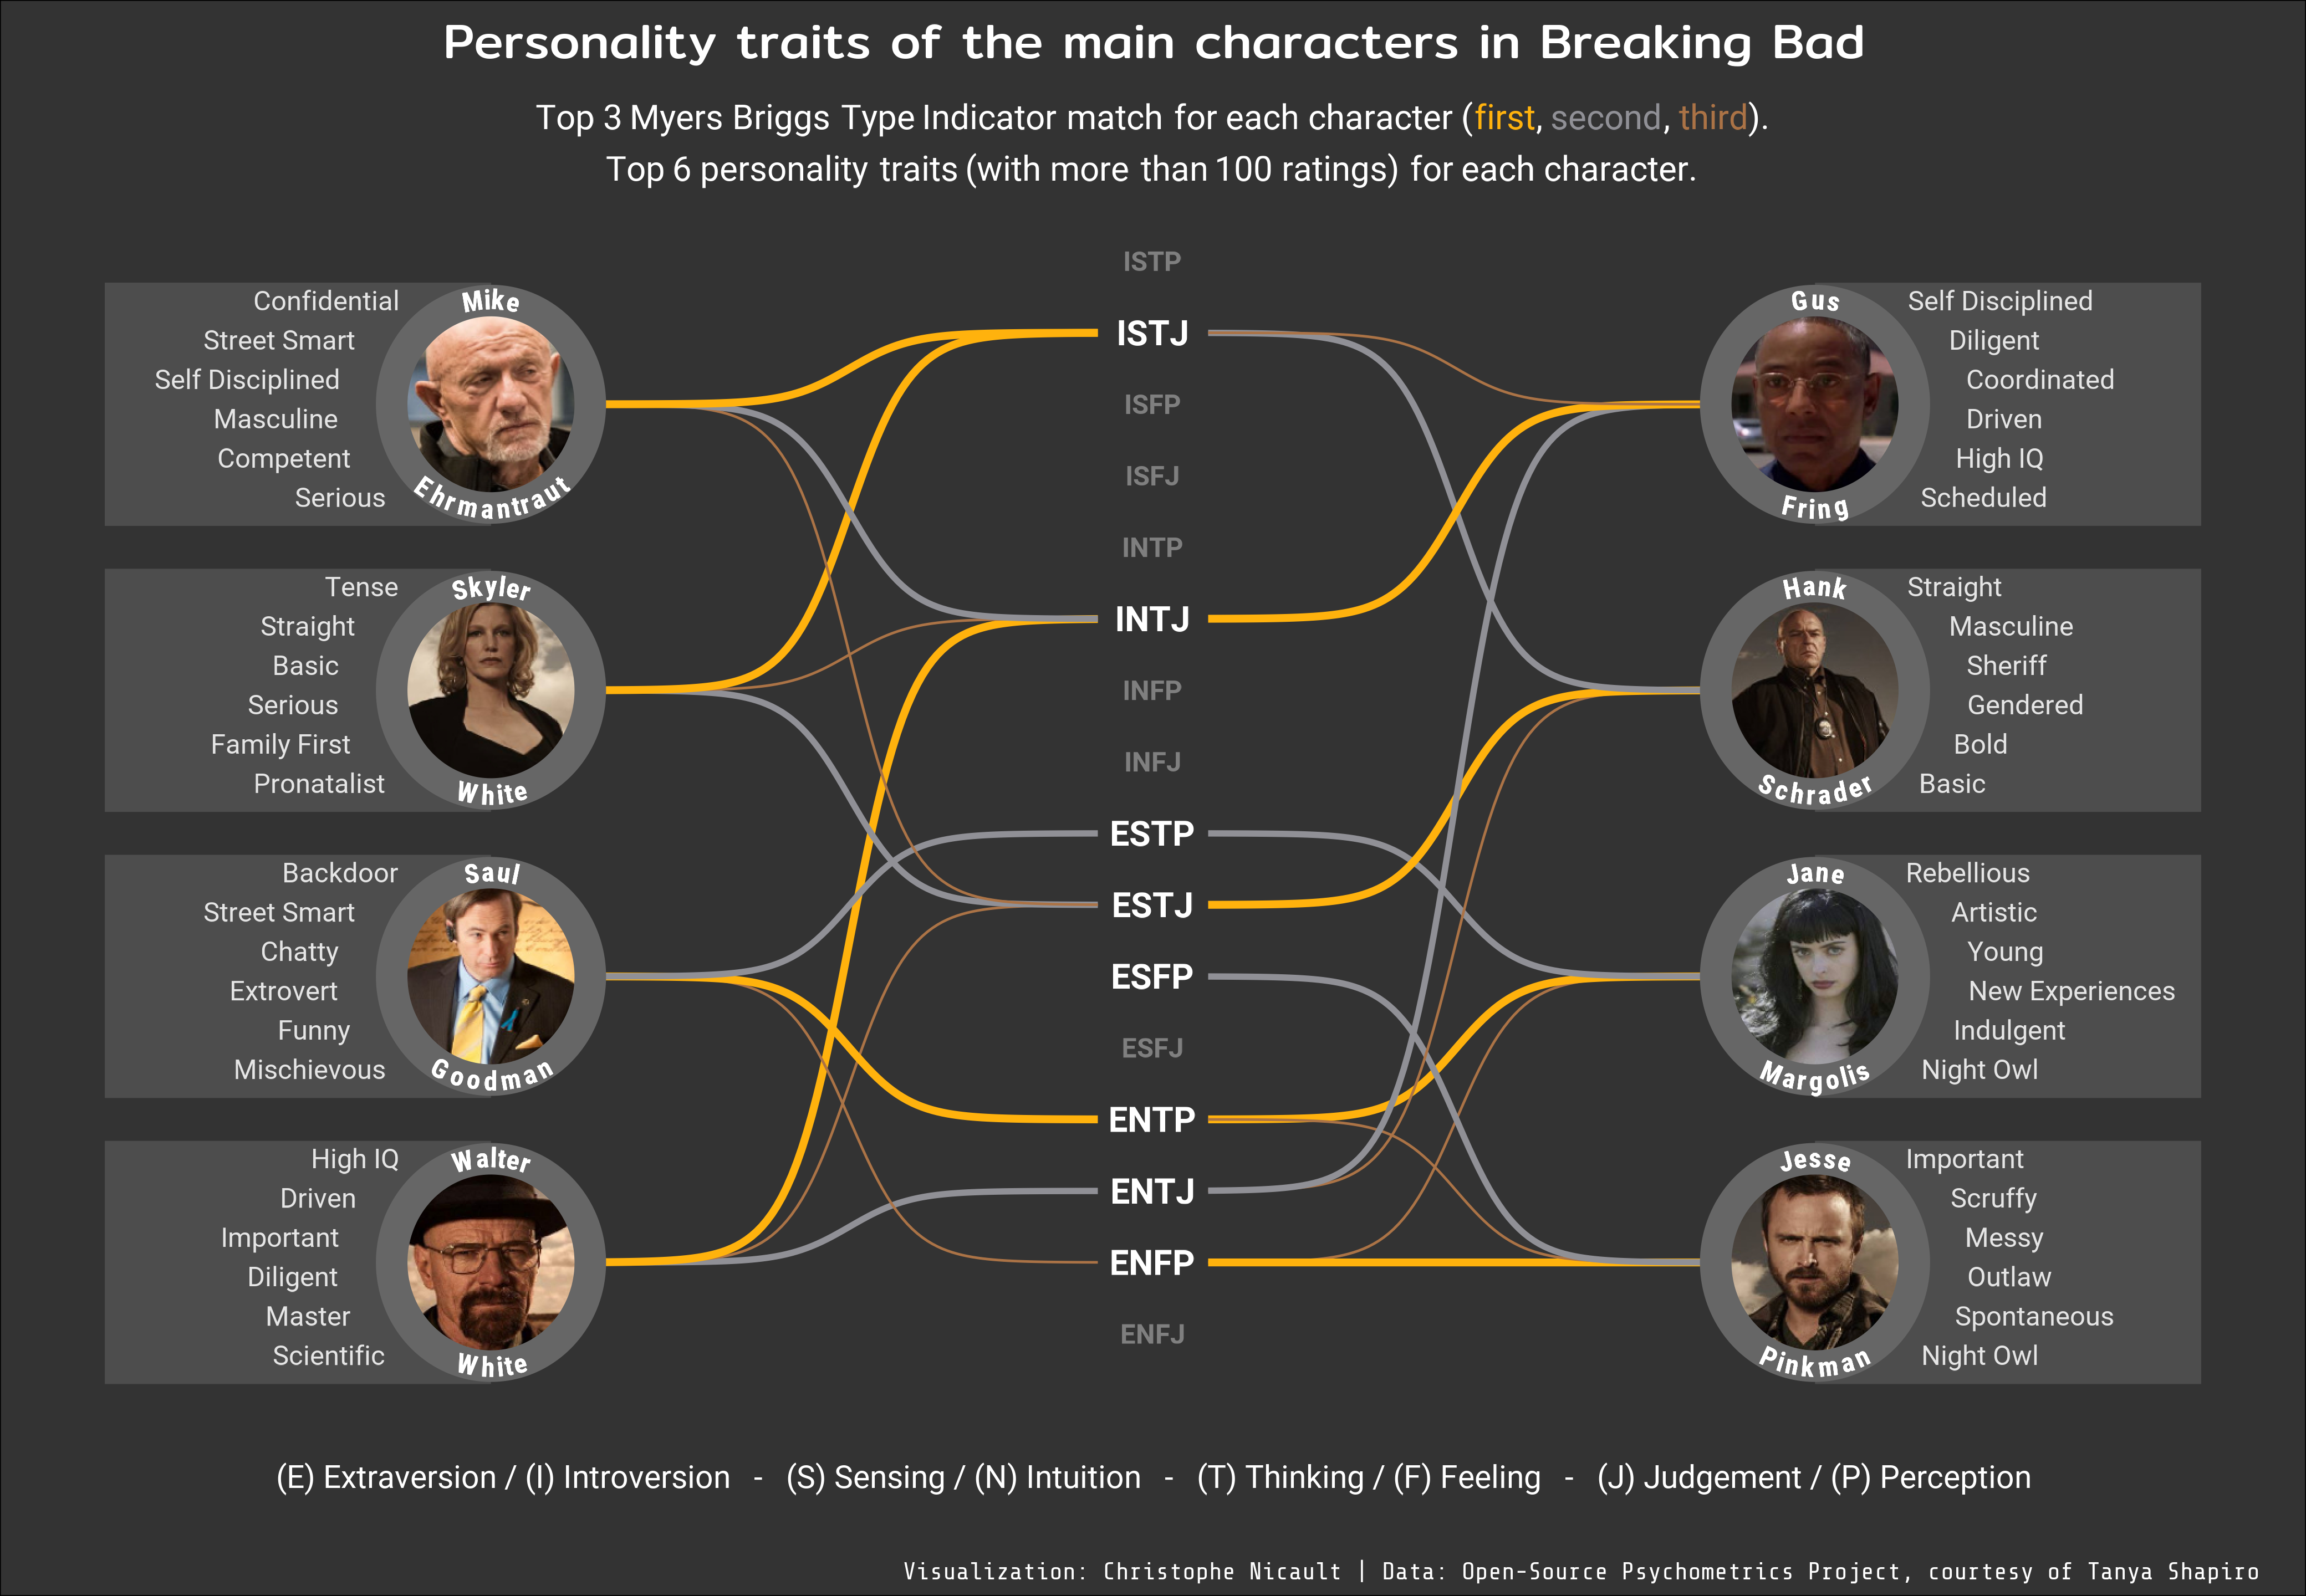 Personality traits of the main characters in Breaking Bad
Top 3 Myers Briggs Type Indicator match for each character (first, second, third).
Top 6 personality traits (with more than 100 ratings) for each character.
Mike
Ehrmantraut
Confidential
Street Smart
Self Disciplined
Masculine
Competent
Serious
Skyler
White
Tense
Straight
Basic
Serious
Family First
Pronatalist
Saul
Goodman
Backdoor
Street Smart
Chatty
Extrovert
Funny
Mischievous
Walter
White
High IQ
Driven
Important
Diligent
Master
Scientific
ISTP
ISTJ
ISFP
ISFJ
INTP
INTJ
INFP
INFJ
ESTP
ESTJ
ESFP
ESFJ
ENTP
ENTJ
ENFP
ENFJ
Gus
Fring
Self Disciplined
Diligent
Coordinated
Driven
High IQ
Scheduled
Hank
Schrader
Straight
Masculine
Sheriff
Gendered
Bold
Basic
Jane
Margolis
Rebellious
Artistic
Young
New Experiences
Indulgent
Night Owl
Jesse
Pinkman
Important
Scruffy
Messy
Outlaw
Spontaneous
Night Owl
(E) Extraversion / (I) Introversion - (S) Sensing / (N) Intuition - (T) Thinking / (F) Feeling - (J) Judgement / (P) Perception
Visualization: Christophe Nicault | Data: Open-Source Psychometrics Project, courtesy of Tanya Shapiro